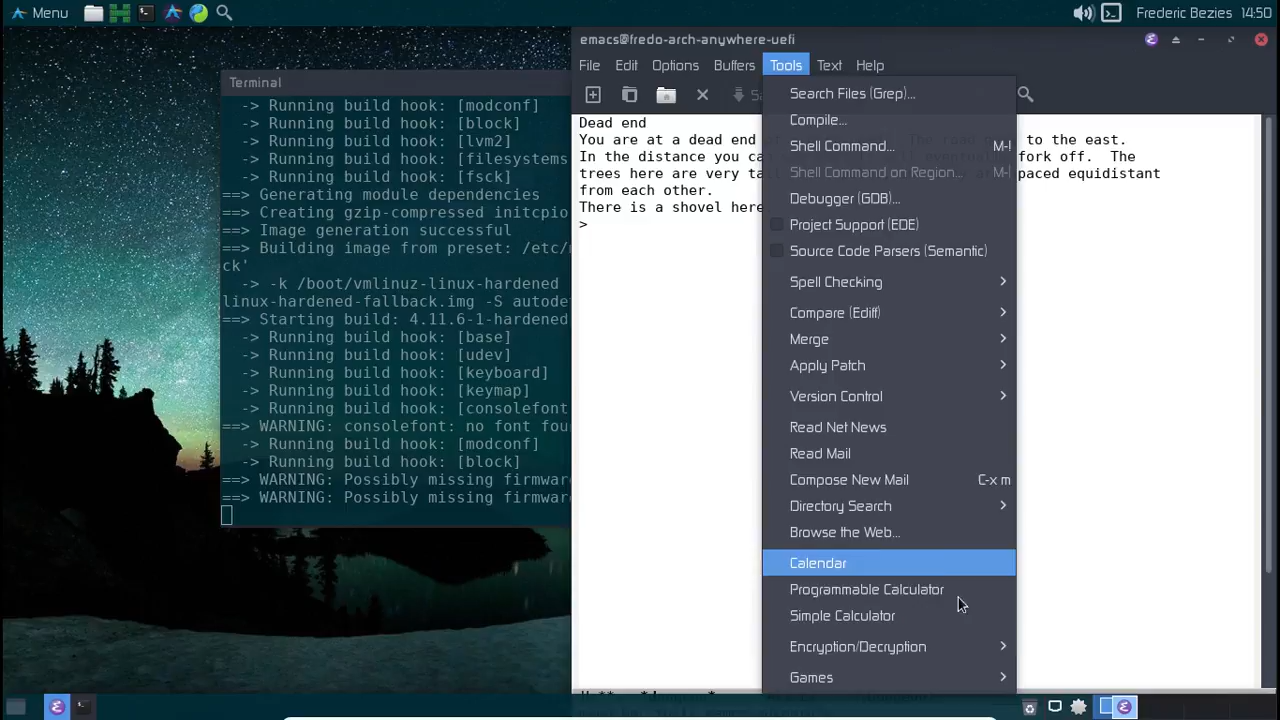 Menu
Frederic Bezies 14:50
Terminal
-> Running build hook: [modconf]
-> Running build hook: [block]
-> Running build hook: [lvm2]
-> Running build hook: [filesystems
-> Running build hook: [fsck]
==> Generating module dependencies
==> Creating gzip-compressed initcpio
==> Image generation successful
==> Building image from preset: /etc/m
ck'
-> -k /boot/vmlinuz-linux-hardened
linux-hardened-fallback.img -S autode
==> Starting build: 4.11.6-1-hardened
-> Running build hook: [base]
-> Running build hook: [udev]
-> Running build hook: [keyboard]
-> Running build hook: [keymap]
-> Running build hook: [consolefont
==> WARNING: consolefont: no font fou
-> Running build hook: [modconf]
-> Running build hook: [block]
==> WARNING: Possibly missing firmwar
==> WARNING: Possibly missing firmwar
emacs@fredo-arch-anywhere-uefi
File Edit Options Buffers Tools Text Help
Dead end
You are at a dead end to the east.
In the distance you ca fork off. The
trees here are very ta paced equidistant
from each other.
There is a shovel here
>
Search Files (Grep)...
Compile...
Shell Command... M-!
Shell Command on Region... M-|
Debugger (GDB)...
Project Support (EDE)
Source Code Parsers (Semantic)
Spell Checking
Compare (Ediff)
Merge
Apply Patch
Version Control
Read Net News
Read Mail
Compose New Mail C-x m
Directory Search
Browse the Web...
Calendar
Programmable Calculator
Simple Calculator
Encryption/Decryption
Games